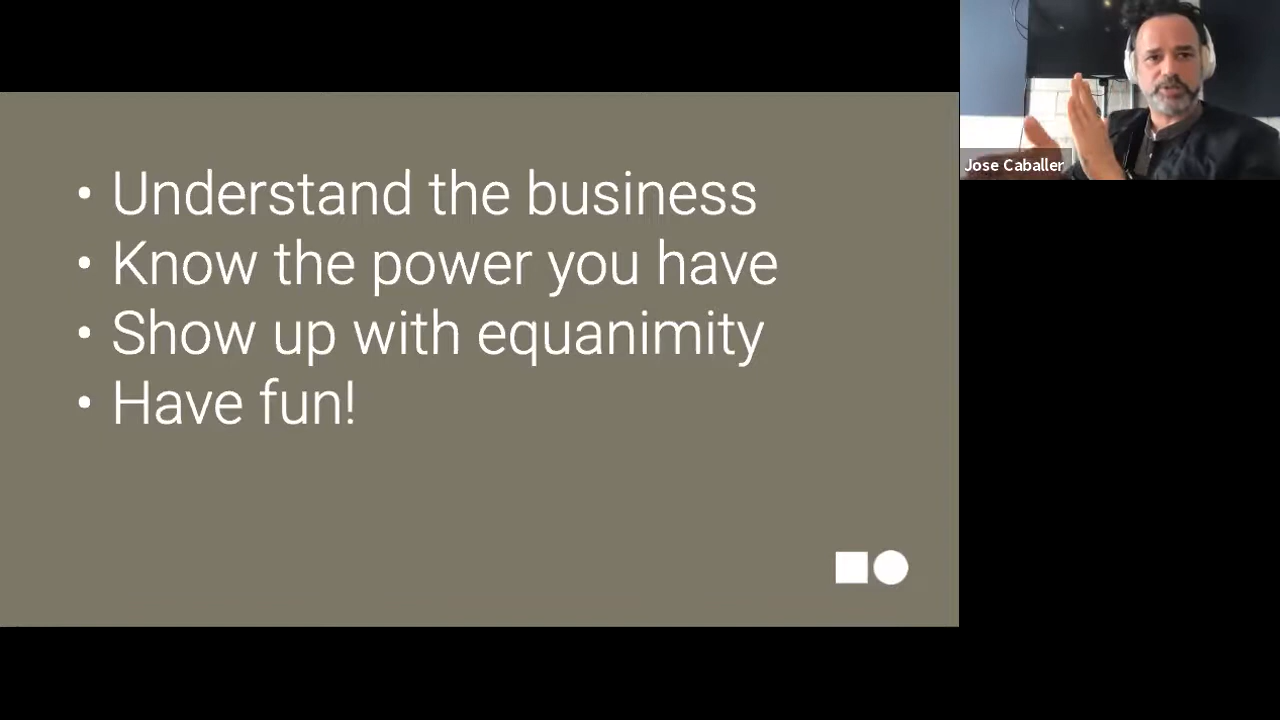 • Understand the business
• Know the power you have
• Show up with equanimity
• Have fun!
Jose Caballer